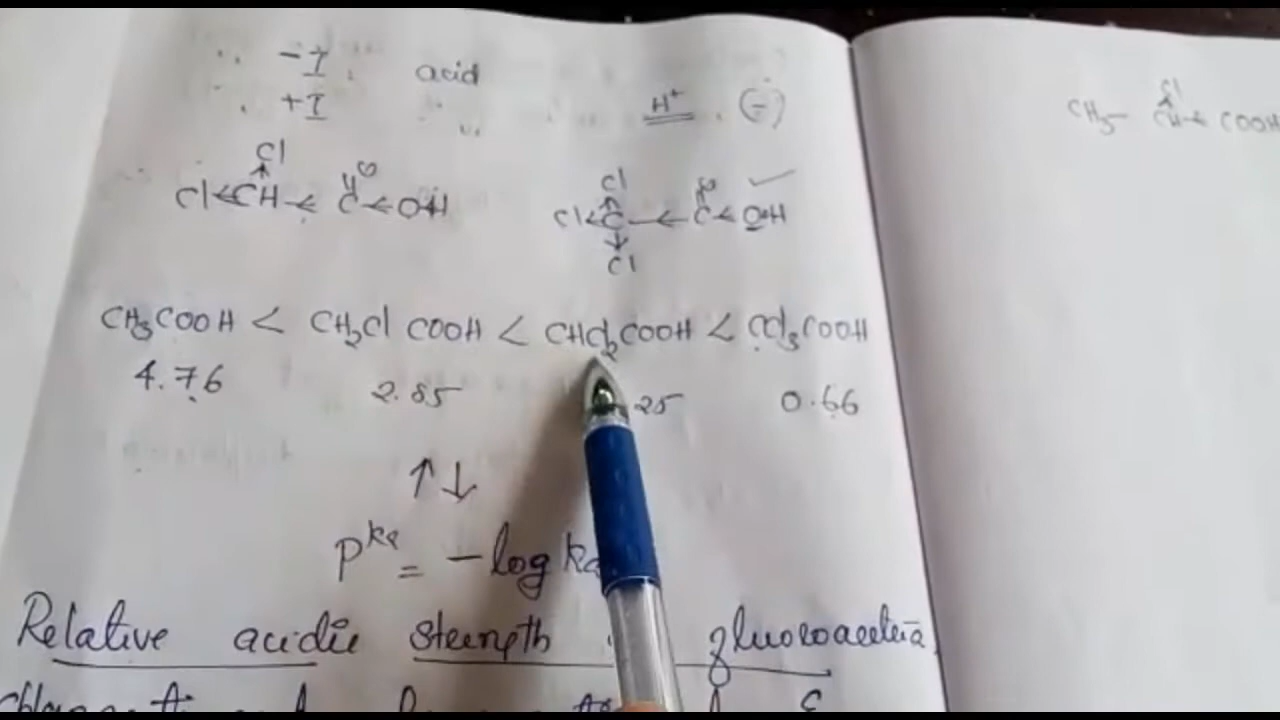 -I acid
+I H⁺ (-)
Cl
Cl<CH-<C<OH
Cl
Cl<C-<C<OH
Cl
CH₃- Cl CH< COOH
CH₃COOH < CH₂Cl COOH < CHCl₂COOH < CCl₃COOH
4.76 2.85 25 0.66
↑↓
Pᵏᵃ = -log ka
Relative acidic strength